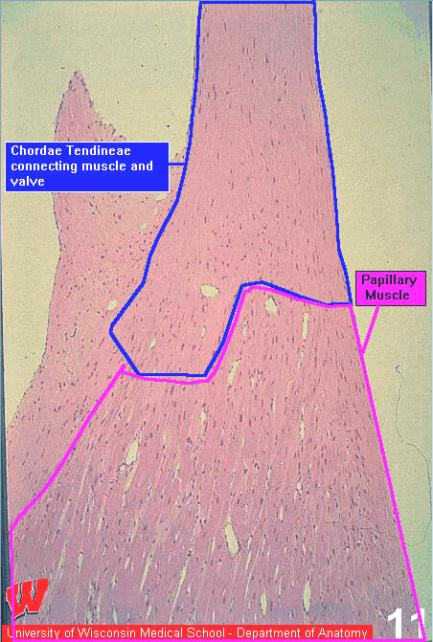 Chordae Tendineae
connecting muscle and
valve
Papillary
Muscle
W
11
University of Wisconsin Medical School - Department of Anatomy